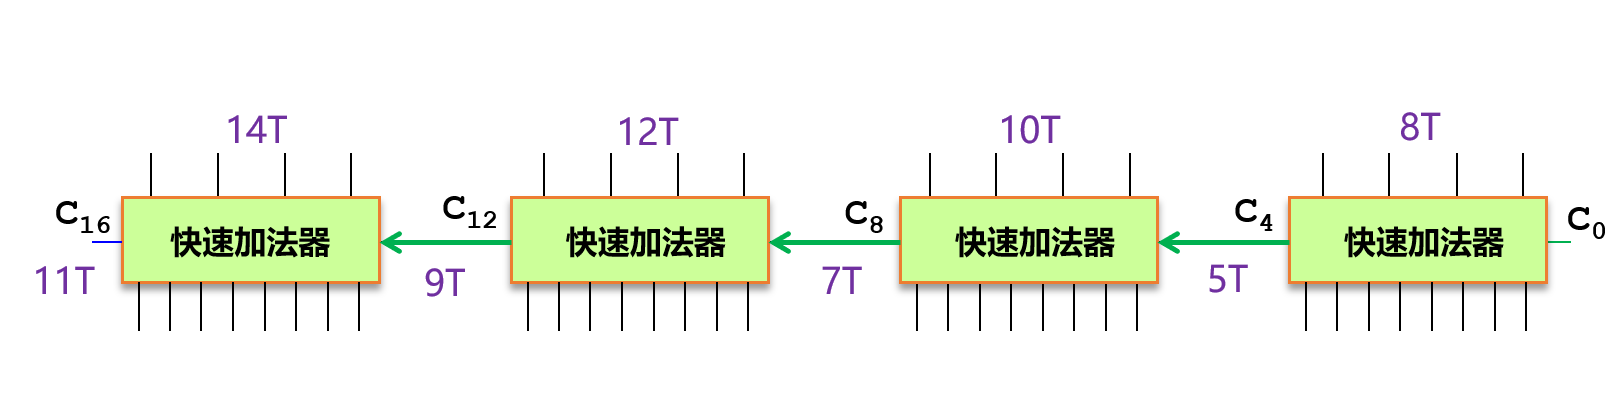 14T 12T 10T 8T
C₁₆ 快速加法器 C₁₂ 快速加法器 C₈ 快速加法器 C₄ 快速加法器 C₀
11T 9T 7T 5T